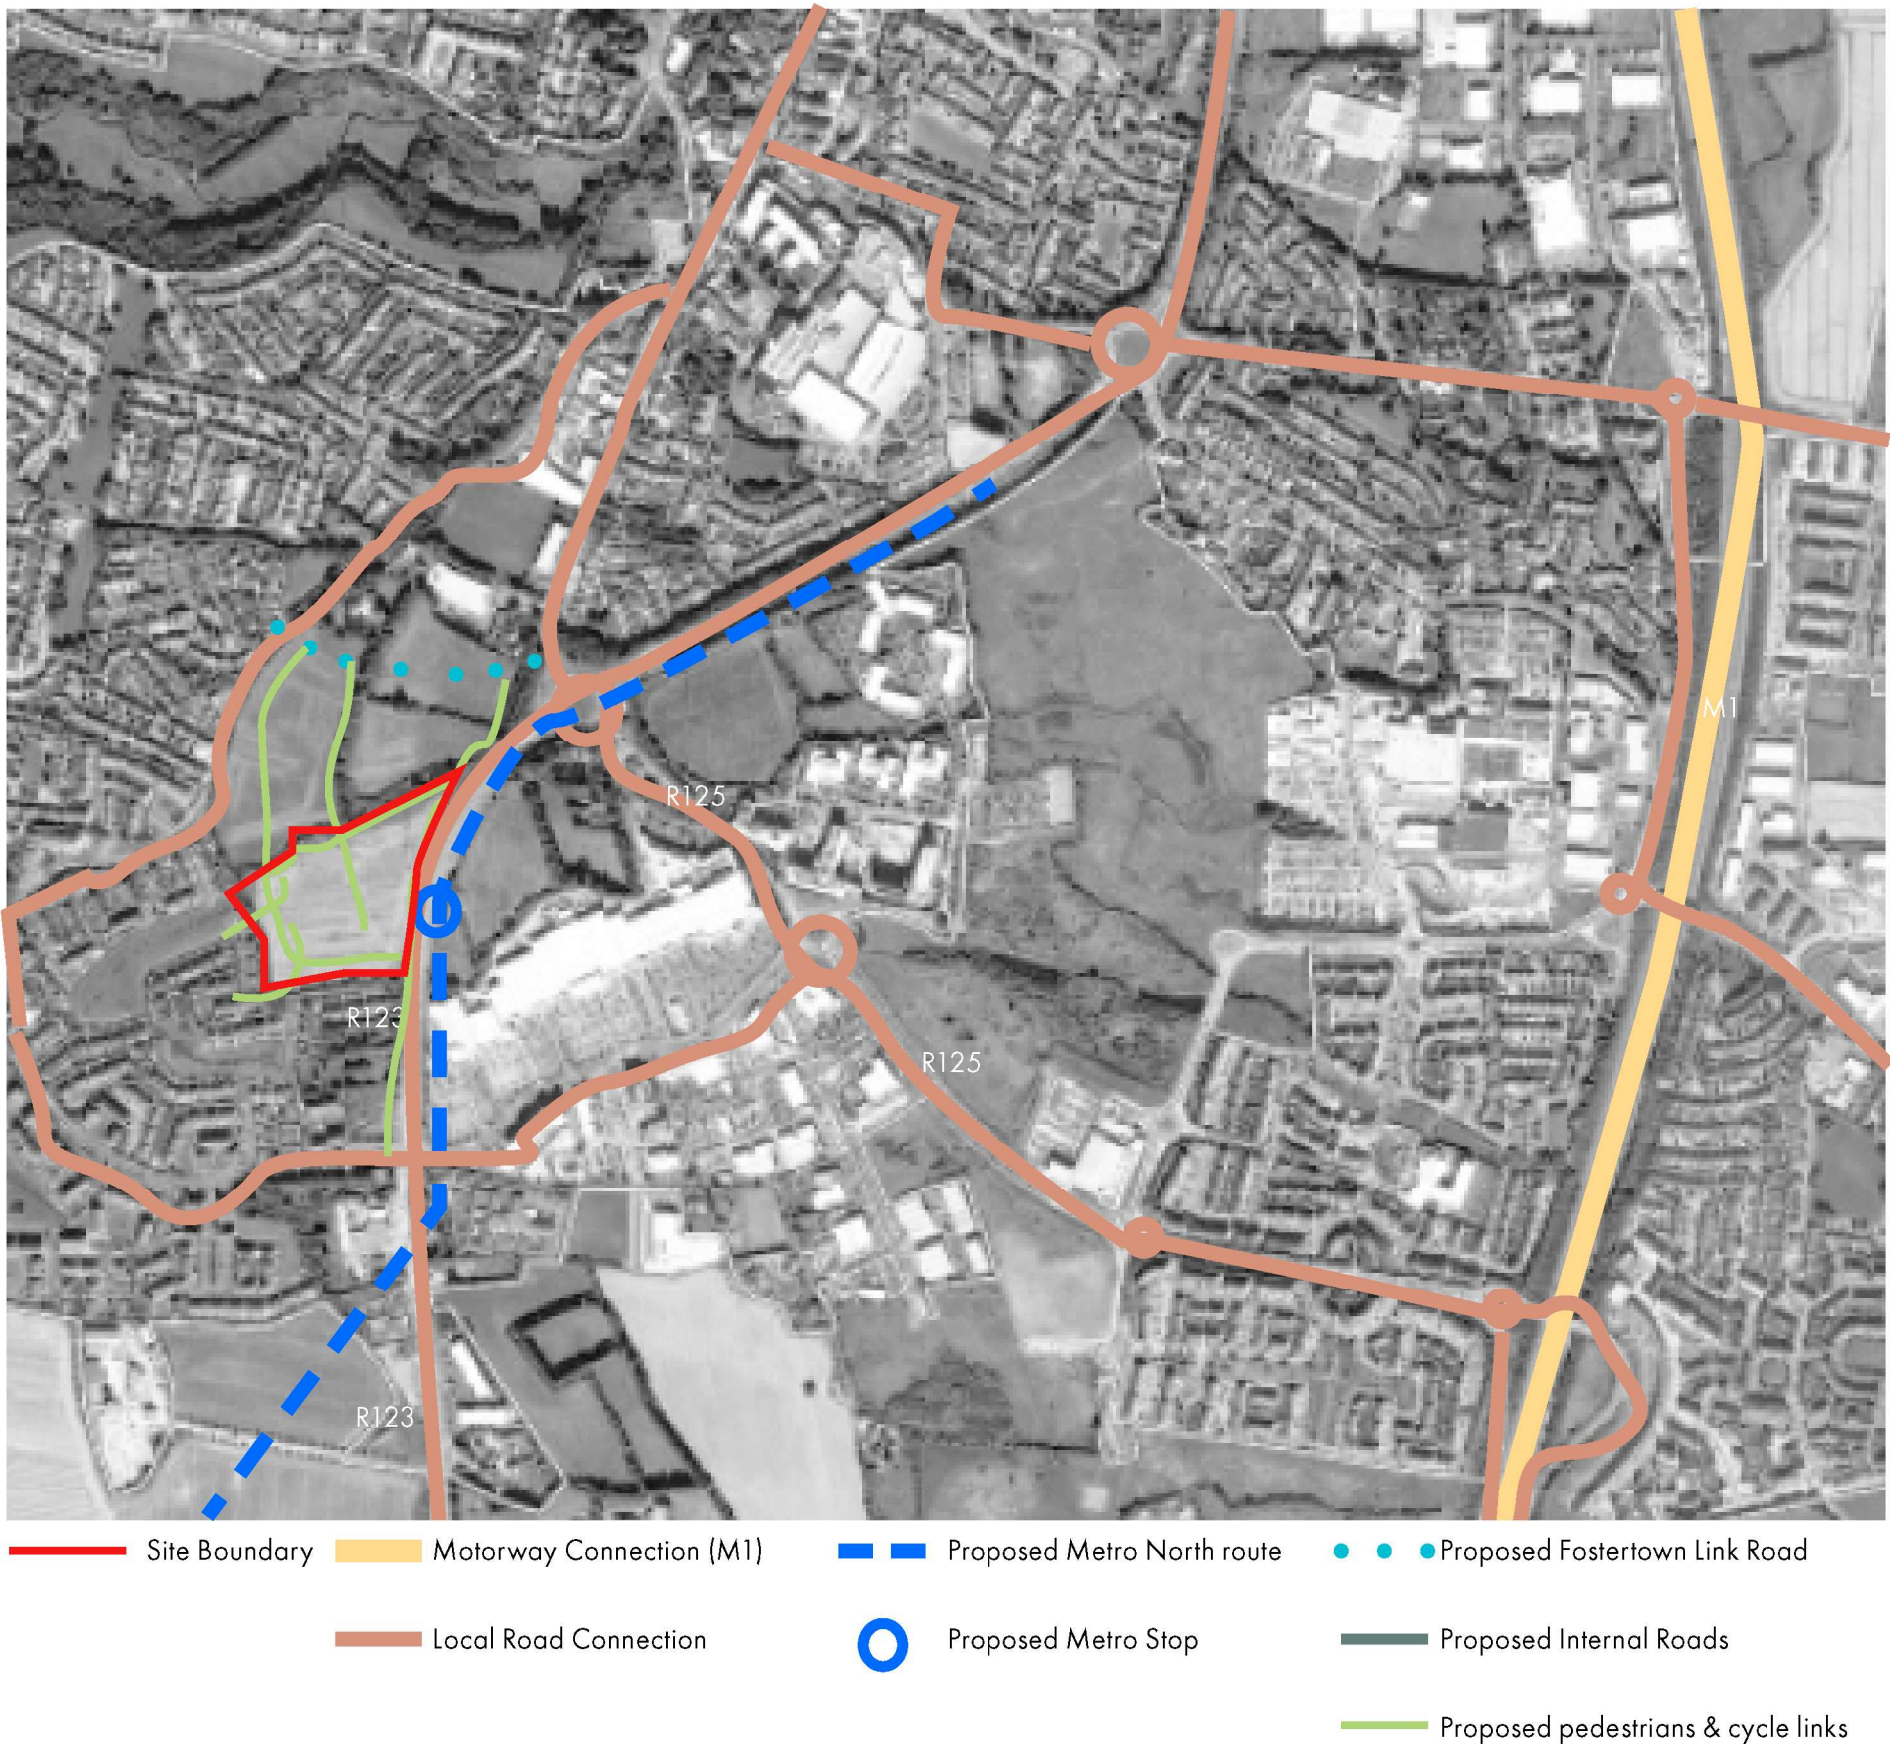 M1
R125
R123
R125
R123
Site Boundary
Motorway Connection (M1)
Proposed Metro North route
Proposed Fostertown Link Road
Local Road Connection
Proposed Metro Stop
Proposed Internal Roads
Proposed pedestrians & cycle links